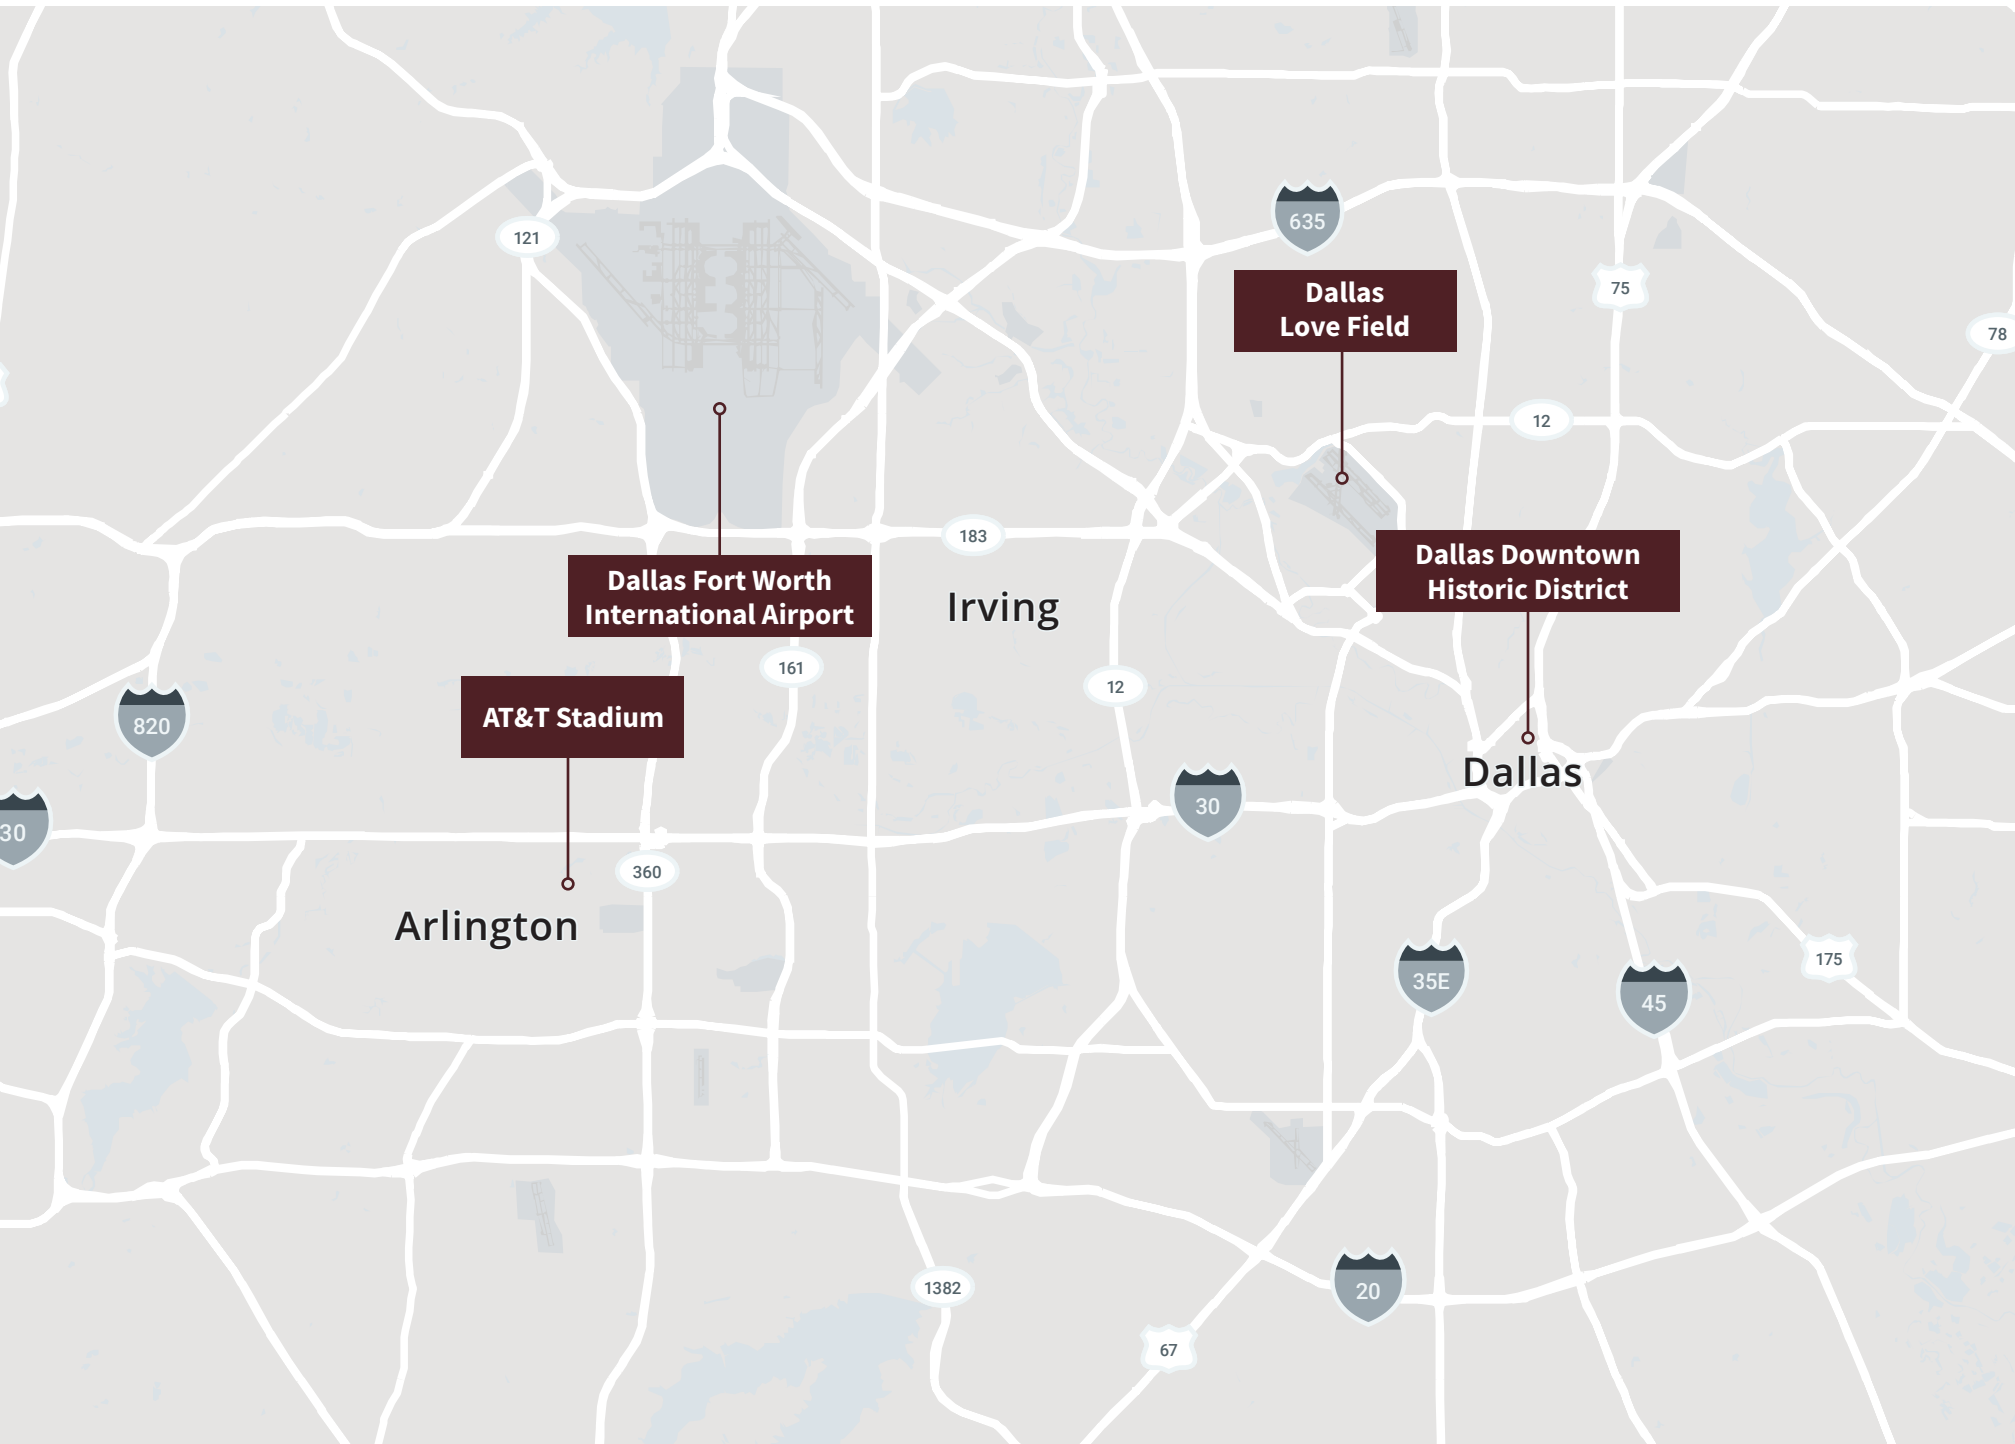 635
121
Dallas
Love Field
75
78
12
183
Dallas Downtown
Historic District
Dallas Fort Worth
International Airport
Irving
161
12
AT&T Stadium
820
Dallas
30
30
360
Arlington
175
35E
45
1382
20
67